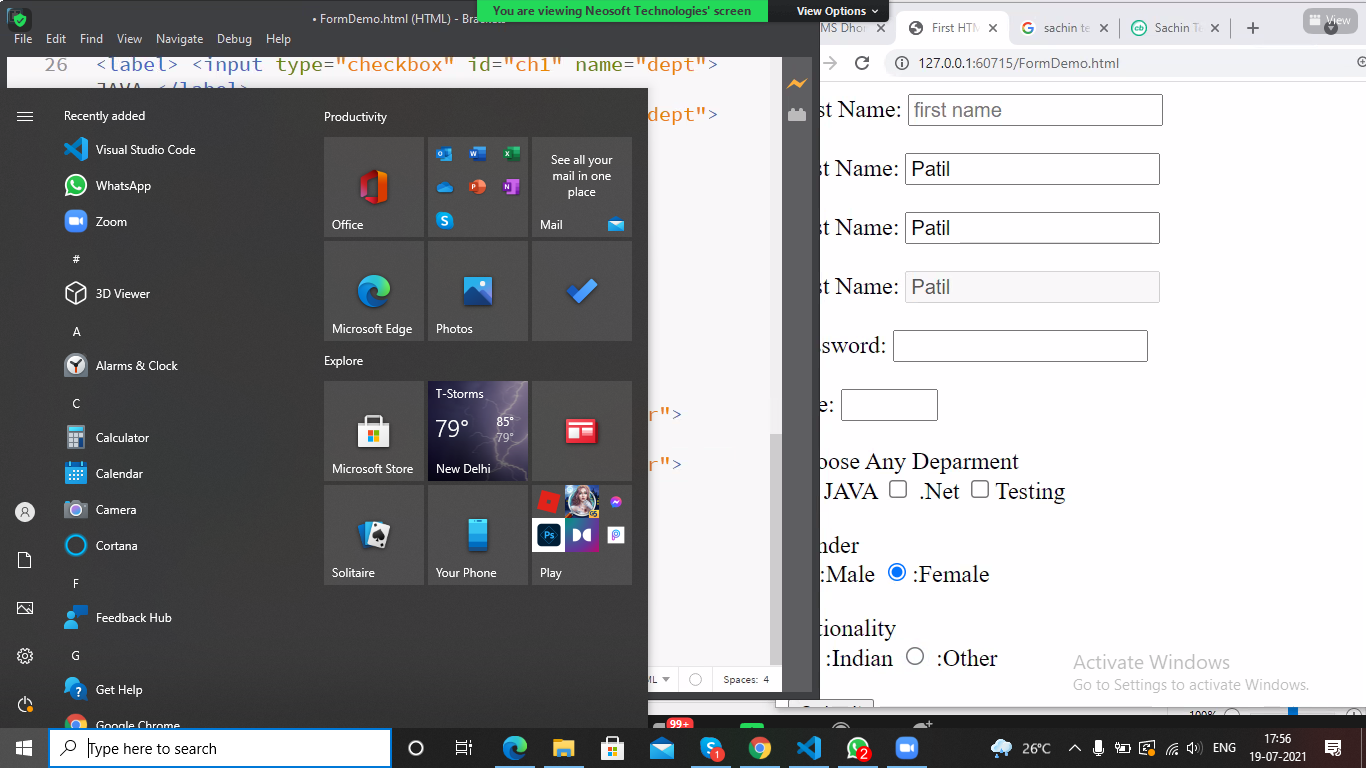 You are viewing Neosoft Technologies' screen
View Options
• FormDemo.html (HTML) - Brackets
File Edit Find View Navigate Debug Help
26 <label> <input type="checkbox" id="ch1" name="dept">
JAVA </label>
dept">
r">
r">
Spaces: 4
Recently added
Visual Studio Code
WhatsApp
Zoom
#
3D Viewer
A
Alarms & Clock
C
Calculator
Calendar
Camera
Cortana
F
Feedback Hub
G
Get Help
Google Chrome
Productivity
Office
See all your
mail in one
place
Mail
Microsoft Edge
Photos
Explore
Microsoft Store
T-Storms
79° 85°
79°
New Delhi
Solitaire
Your Phone
Ps
Play
MS Dhor
First HTM
sachin te
Sachin Te
View
127.0.0.1:60715/FormDemo.html
st Name: first name
st Name: Patil
st Name: Patil
st Name: Patil
ssword:
e:
oose Any Deparment
JAVA .Net Testing
nder
:Male :Female
tionality
:Indian :Other
Activate Windows
Go to Settings to activate Windows.
100%
99+
Type here to search
1
2
26°C
ENG
17:56
19-07-2021